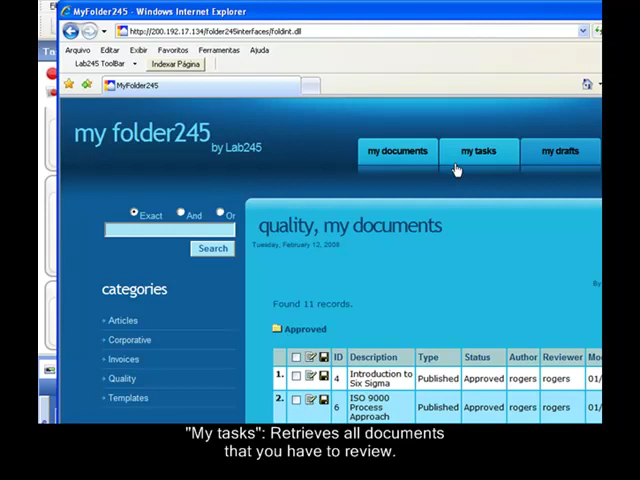 MyFolder245 - Windows Internet Explorer
http://200.192.17.134/folder245interfaces/foldint.dll
Archivo Editar Exibir Favoritos Ferramentas Ajuda
Lab245 ToolBar Indexar Página
MyFolder245
my folder245
by Lab245
my documents my tasks my drafts
Exact And Or
Search
quality, my documents
Tuesday, February 12, 2008
By
categories
Found 11 records.
Articles
Corporative
Invoices
Quality
Templates
Approved
ID Description Type Status Author Reviewer
1. 4 Introduction to Six Sigma Published Approved rogers rogers 01/
2. 6 ISO 9000 Process Approach Published Approved rogers rogers 01/
"My tasks": Retrieves all documents
that you have to review.